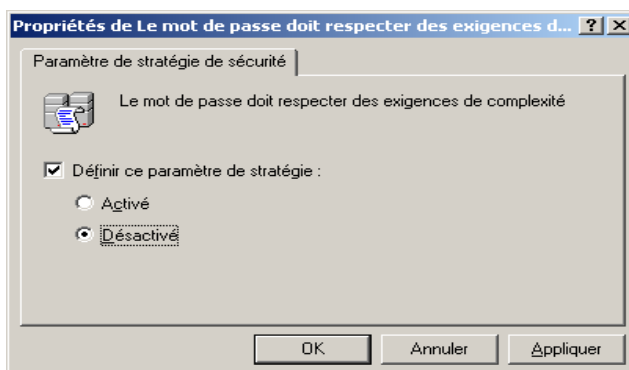 Propriétés de Le mot de passe doit respecter des exigences d... ? X
Paramètre de stratégie de sécurité
Le mot de passe doit respecter des exigences de complexité
Définir ce paramètre de stratégie :
Activé
Désactivé
OK Annuler Appliquer